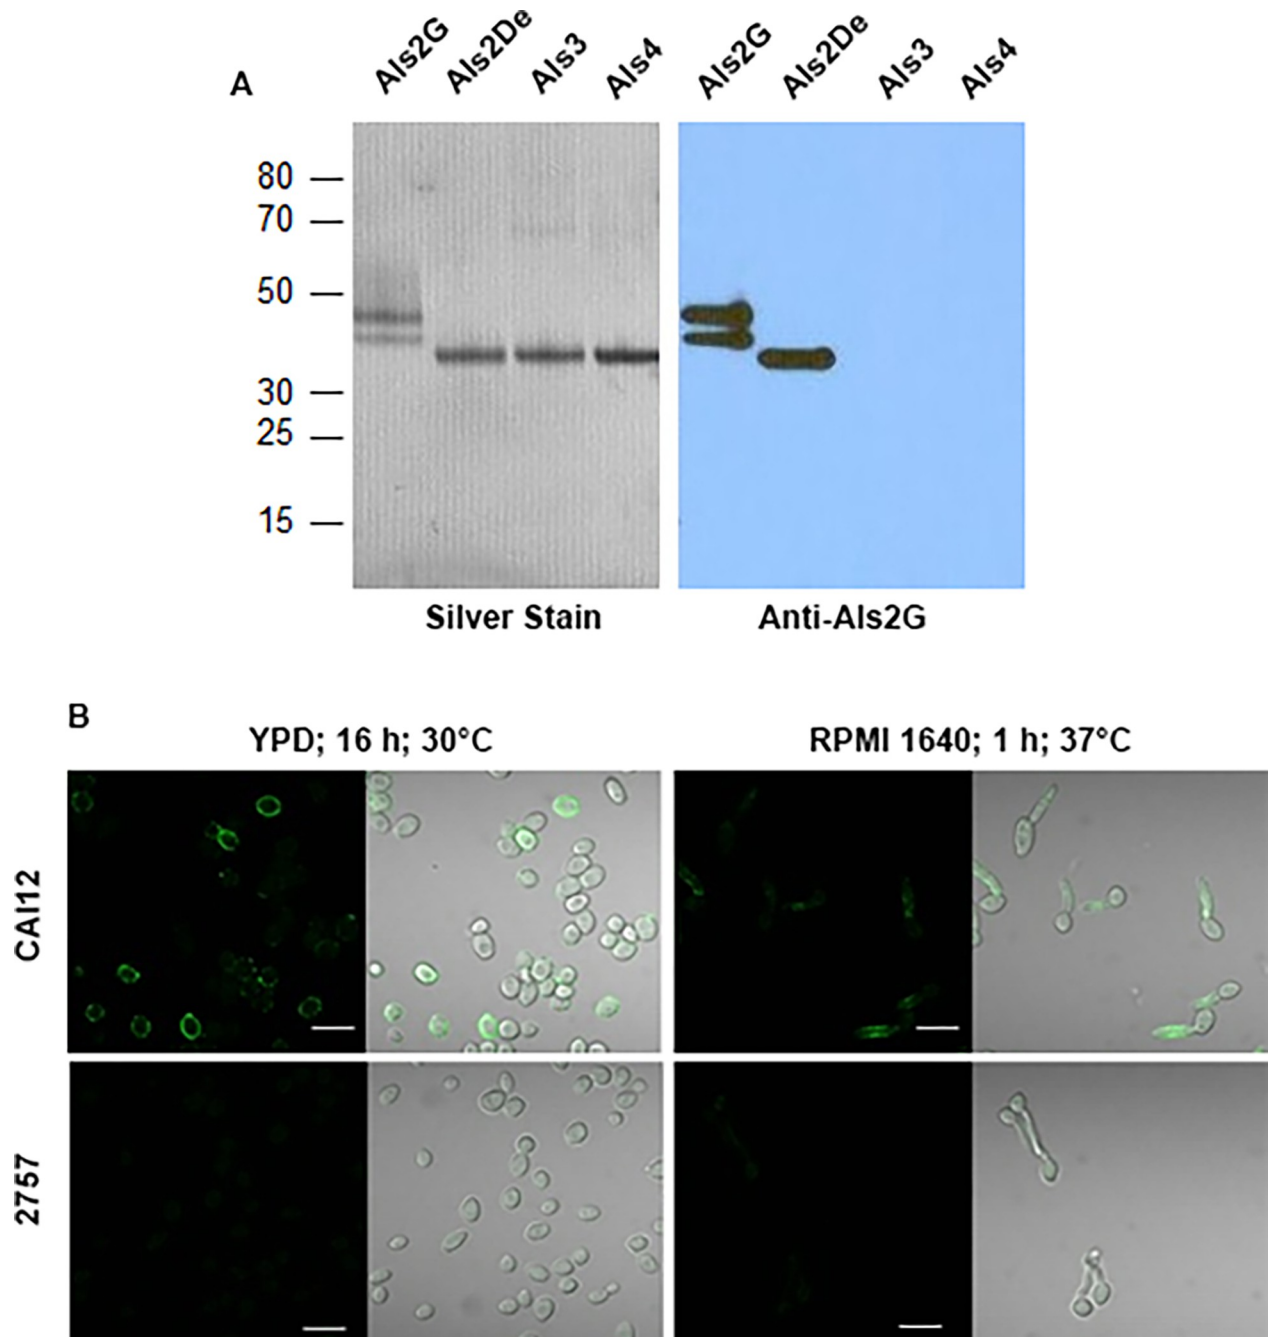 A
Als2G Als2De Als3 Als4 Als2G Als2De Als3 Als4
80
70
50
30
25
15
Silver Stain Anti-Als2G
B
YPD; 16 h; 30°C RPMI 1640; 1 h; 37°C
CAI12
2757